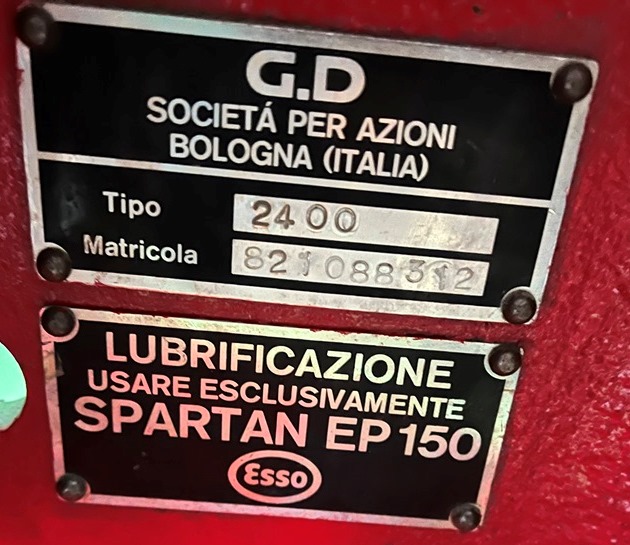 G.D
SOCIETÁ PER AZIONI
BOLOGNA (ITALIA)
Tipo 2400
Matricola 821088312
LUBRIFICAZIONE
USARE ESCLUSIVAMENTE
SPARTAN EP 150
Esso